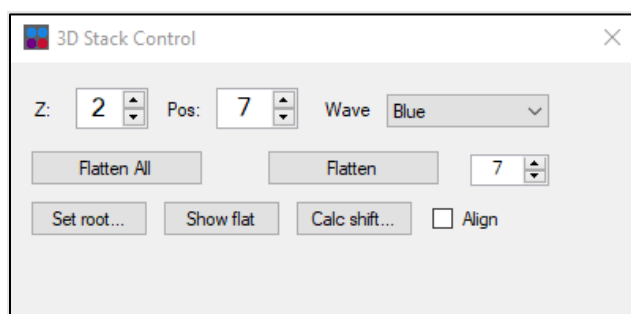 3D Stack Control
Z: 2 Pos: 7 Wave Blue
Flatten All Flatten 7
Set root... Show flat Calc shift... Align